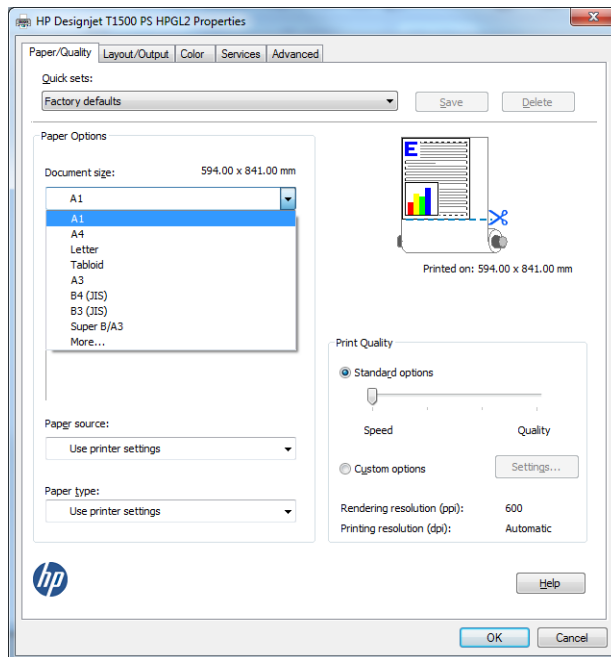 HP Designjet T1500 PS HPGL2 Properties
Paper/Quality Layout/Output Color Services Advanced
Quick sets:
Factory defaults Save Delete
Paper Options
Document size: 594.00 x 841.00 mm
A1
A1
A4
Letter
Tabloid
A3
B4 (JIS)
B3 (JIS)
Super B/A3
More...
E
Printed on: 594.00 x 841.00 mm
Print Quality
Standard options
Speed Quality
Custom options Settings...
Rendering resolution (ppi): 600
Printing resolution (dpi): Automatic
Paper source:
Use printer settings
Paper type:
Use printer settings
hp
Help
OK Cancel